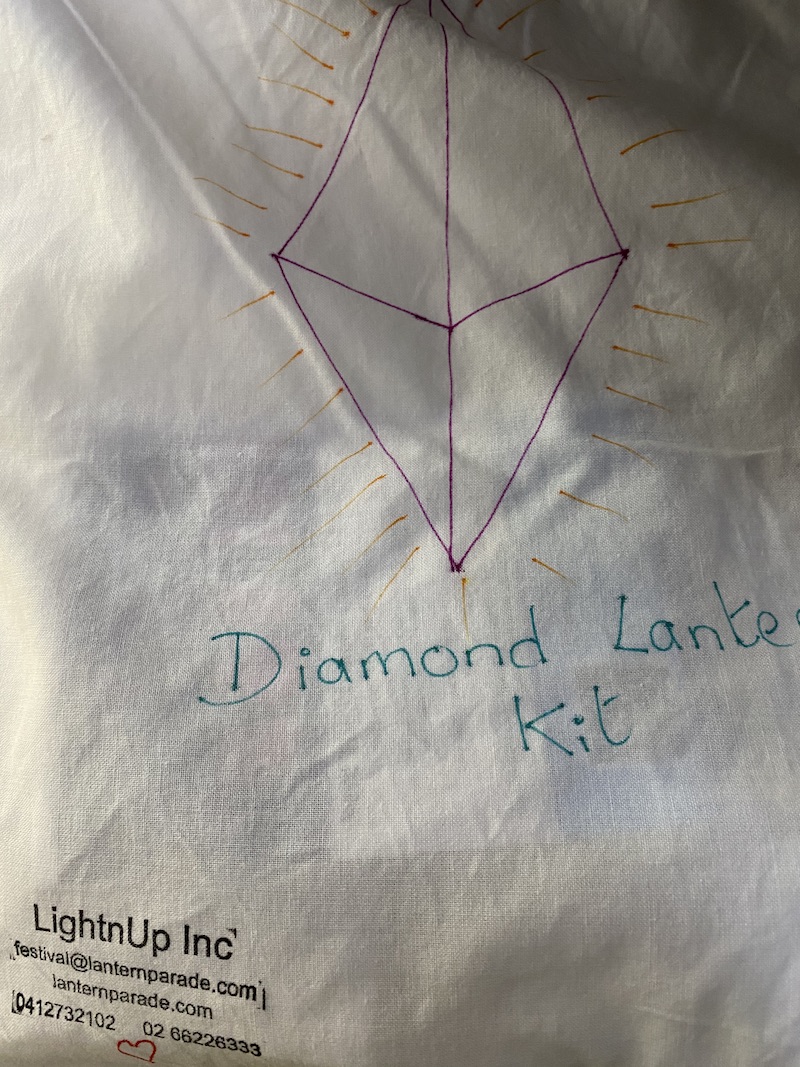 Diamond Lante
Kit
LightnUp Inc
festival@lanternparade.com
lanternparade.com
0412732102 02 66226333